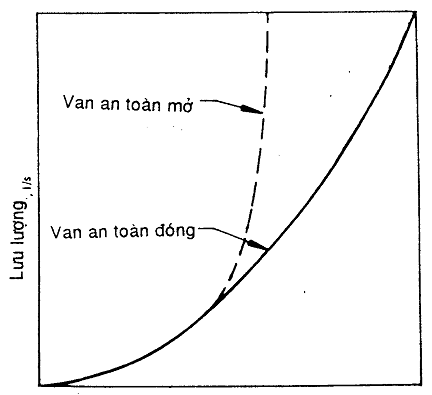 Van an toàn mở
Van an toàn đóng
Lưu lượng, l/s